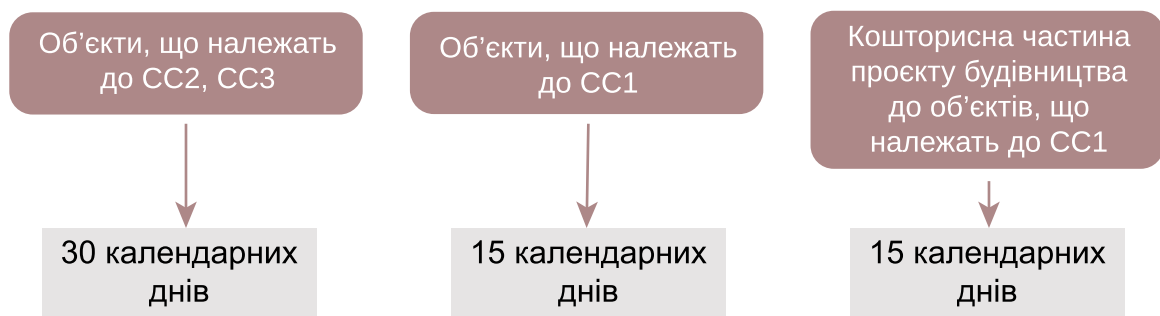 Об’єкти, що належать
до СС2, СС3
30 календарних
днів
Об’єкти, що належать
до СС1
15 календарних
днів
Кошторисна частина
проєкту будівництва
до об’єктів, що
належать до СС1
15 календарних
днів